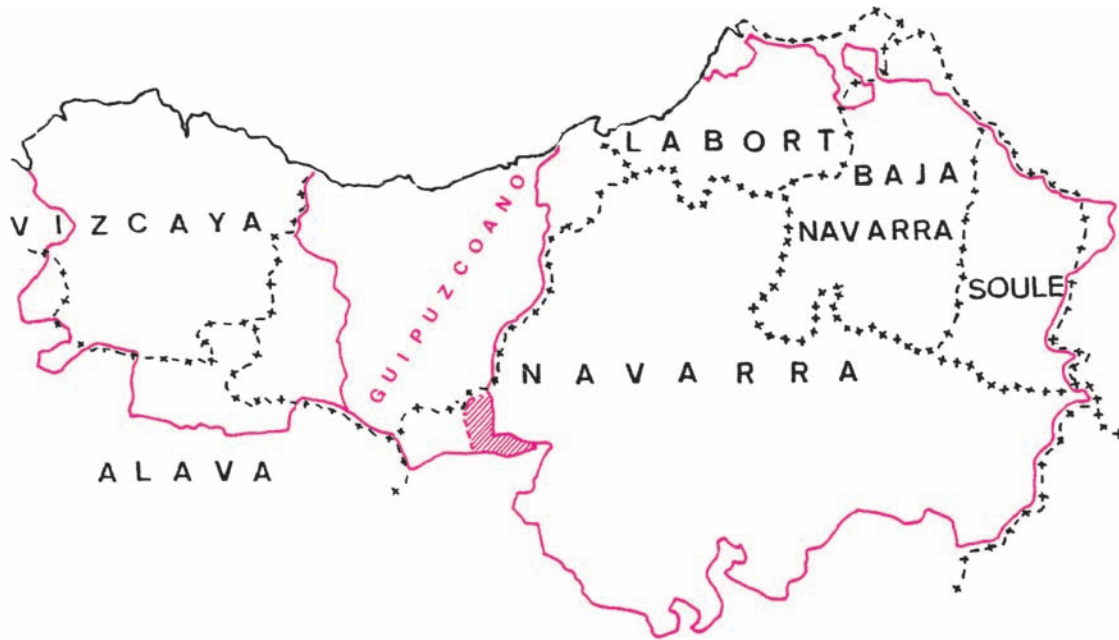 LABORT
BAJA
NAVARRA
SOULE
VIZCAYA
GUIPUZCOANO
NAVARRA
ALAVA